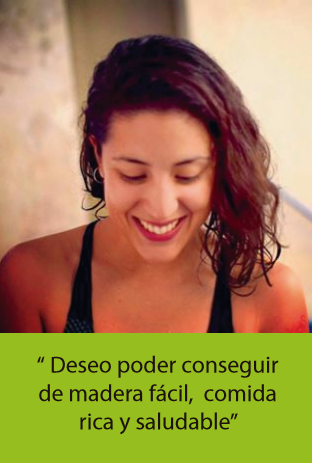 “ Deseo poder conseguir
de madera fácil,  comida
rica y saludable”